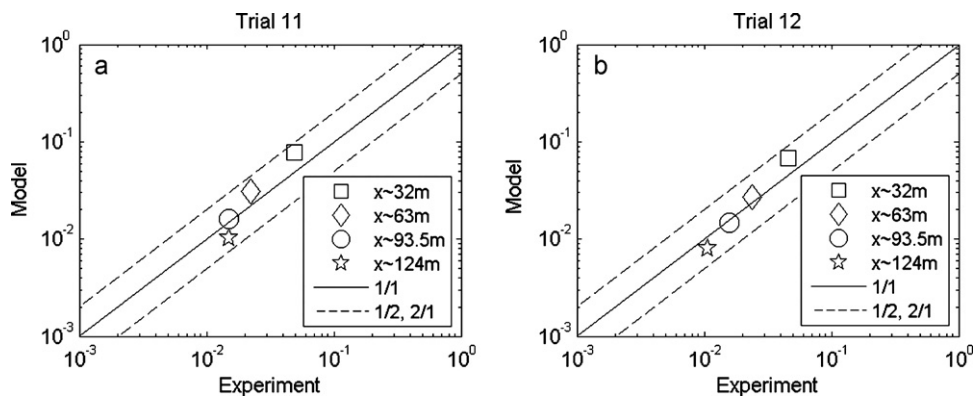 Trial 11
a
10^0
10^-1
10^-2
10^-3
Model
10^-3 10^-2 10^-1 10^0
Experiment
x~32m
x~63m
x~93.5m
x~124m
1/1
1/2, 2/1
Trial 12
b
10^0
10^-1
10^-2
10^-3
Model
10^-3 10^-2 10^-1 10^0
Experiment
x~32m
x~63m
x~93.5m
x~124m
1/1
1/2, 2/1